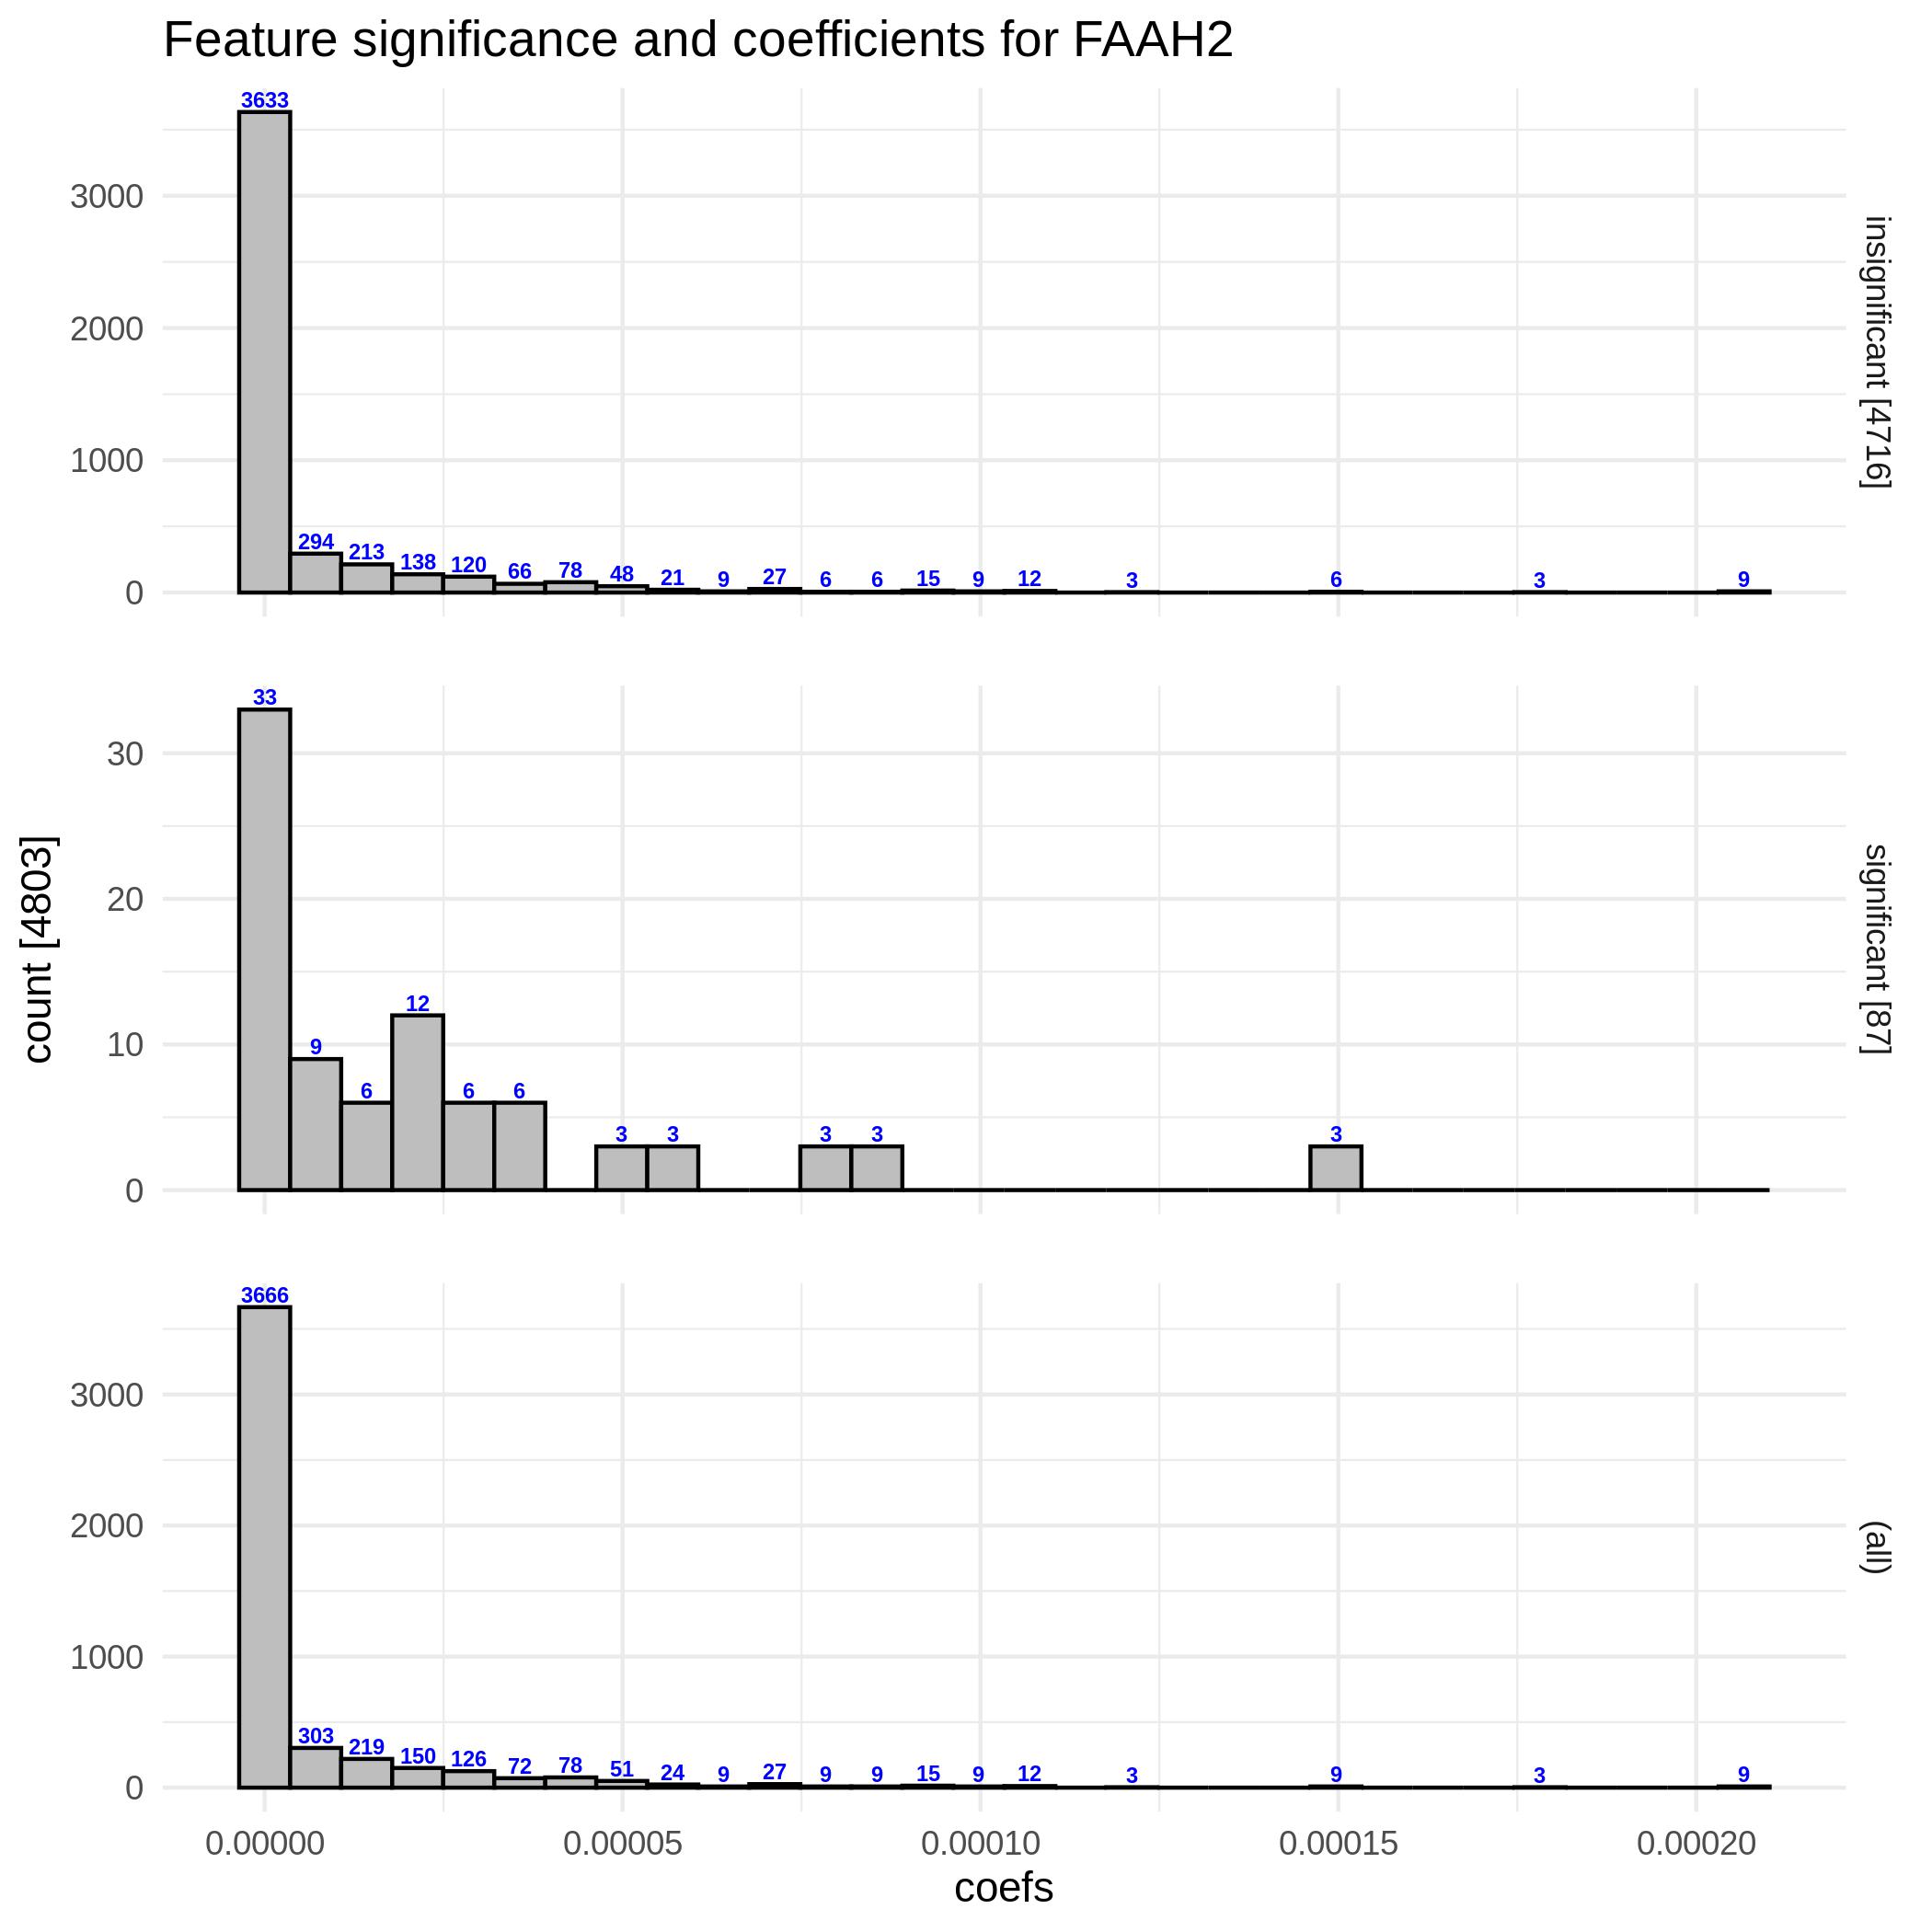 Feature significance and coefficients for FAAH2
3633
294 213 138 120 66 78 48 21 9 27 6 6 15 9 12 3 6 3 9
3000
2000
1000
0
insignificant [4716]
33
9 6 12 6 6 3 3 3 3 3
30
20
10
0
significant [87]
count [4803]
3666
303 219 150 126 72 78 51 24 9 27 9 9 15 9 12 3 9 3 9
3000
2000
1000
0
(all)
0.00000 0.00005 0.00010 0.00015 0.00020
coefs